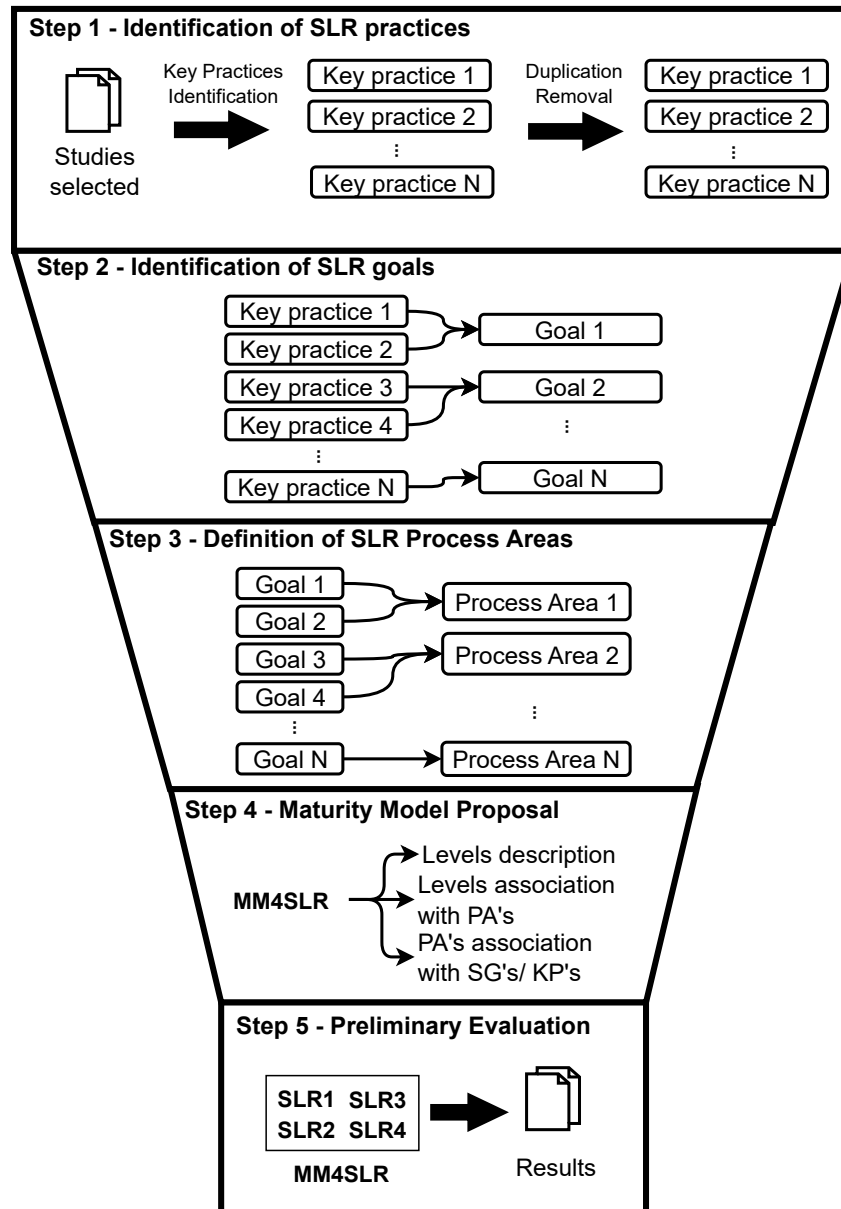 Step 1 - Identification of SLR practices
Studies
selected
Key Practices
Identification
Key practice 1
Key practice 2
...
Key practice N
Duplication
Removal
Key practice 1
Key practice 2
...
Key practice N
Step 2 - Identification of SLR goals
Key practice 1
Key practice 2
Key practice 3
Key practice 4
...
Key practice N
Goal 1
Goal 2
...
Goal N
Step 3 - Definition of SLR Process Areas
Goal 1
Goal 2
Goal 3
Goal 4
...
Goal N
Process Area 1
Process Area 2
...
Process Area N
Step 4 - Maturity Model Proposal
MM4SLR
Levels description
Levels association
with PA's
PA's association
with SG's/ KP's
Step 5 - Preliminary Evaluation
SLR1 SLR3
SLR2 SLR4
MM4SLR
Results